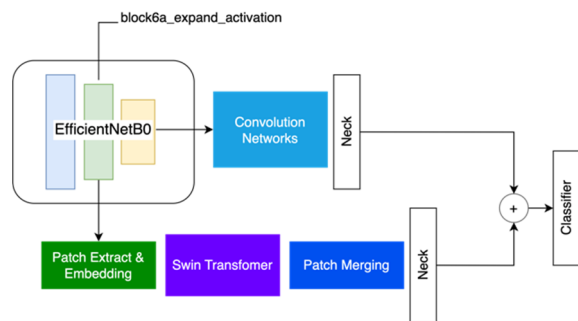 block6a_expand_activation
EfficientNetB0
Convolution
Networks
Neck
+
Classifier
Patch Extract &
Embedding
Swin Transfomer
Patch Merging
Neck